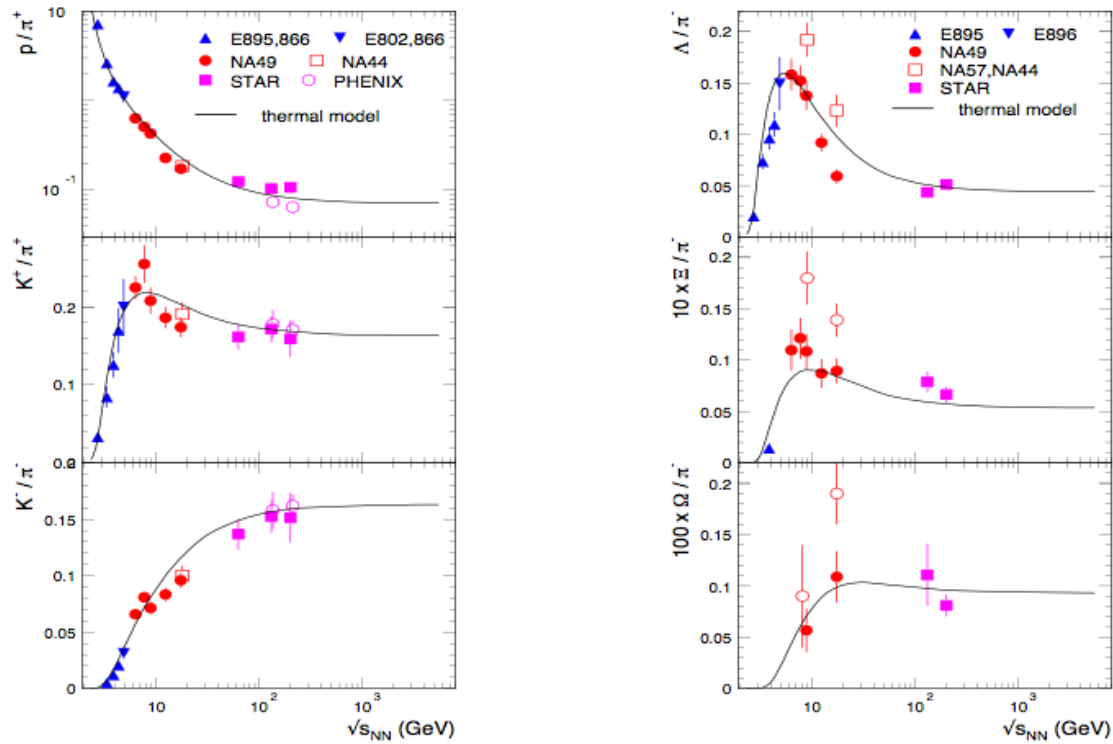 p/π⁺
10
10⁻¹
E895,866
E802,866
NA49
NA44
STAR
PHENIX
thermal model
K⁺/π⁺
0.2
0.1
0
K⁻/π⁻
0.15
0.1
0.05
0
10
10²
10³
√sNN (GeV)
Λ/π⁻
0.2
0.15
0.1
0.05
0
E895
E896
NA49
NA57,NA44
STAR
thermal model
10 x Ξ⁻/π⁻
0.2
0.15
0.1
0.05
0
100 x Ω/π⁻
0.2
0.15
0.1
0.05
0
10
10²
10³
√sNN (GeV)